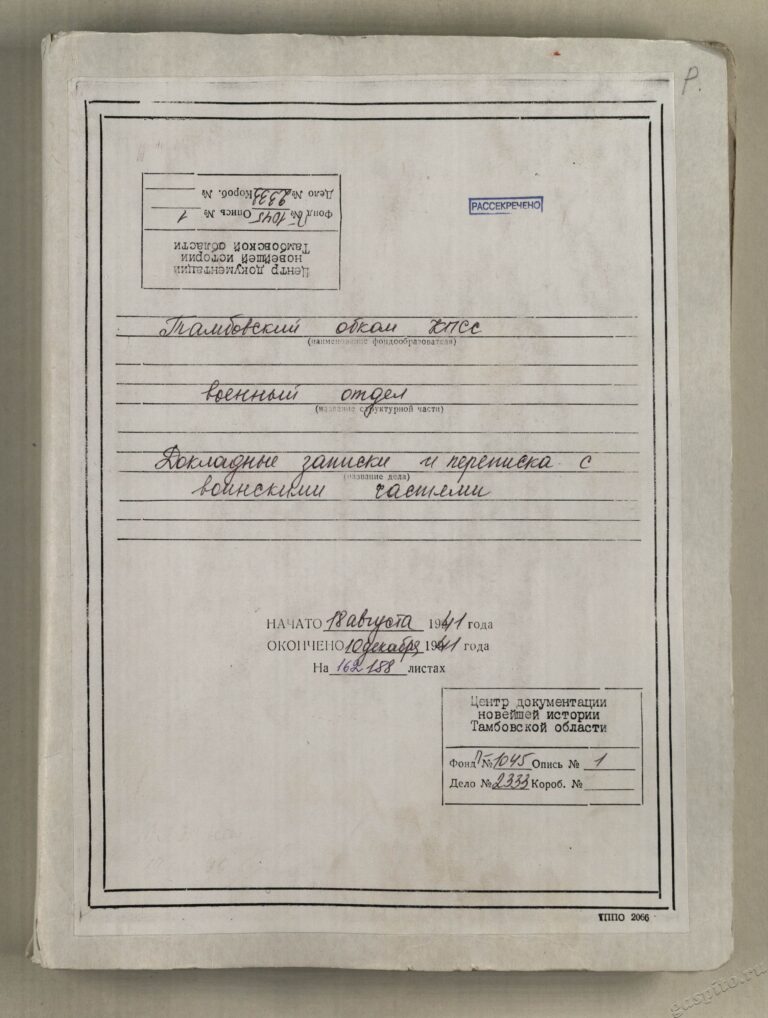 Р.
Центр документации
новейшей истории
Тамбовской области
Фонд П № 1045 Опись № 1
Дело № 2333 Короб. №
РАССЕКРЕЧЕНО
Тамбовский обком КПСС
(наименование фондообразователя)
военный отдел
(название структурной части)
Докладные записки и переписка с
(название дела)
воинскими частями
НАЧАТО 18 августа 1941 года
ОКОНЧЕНО 10 декабря 1941 года
На 162 188 листах
Центр документации
новейшей истории
Тамбовской области
Фонд П № 1045 Опись № 1
Дело № 2333 Короб. №
ТППО 2066
gaspito.ru